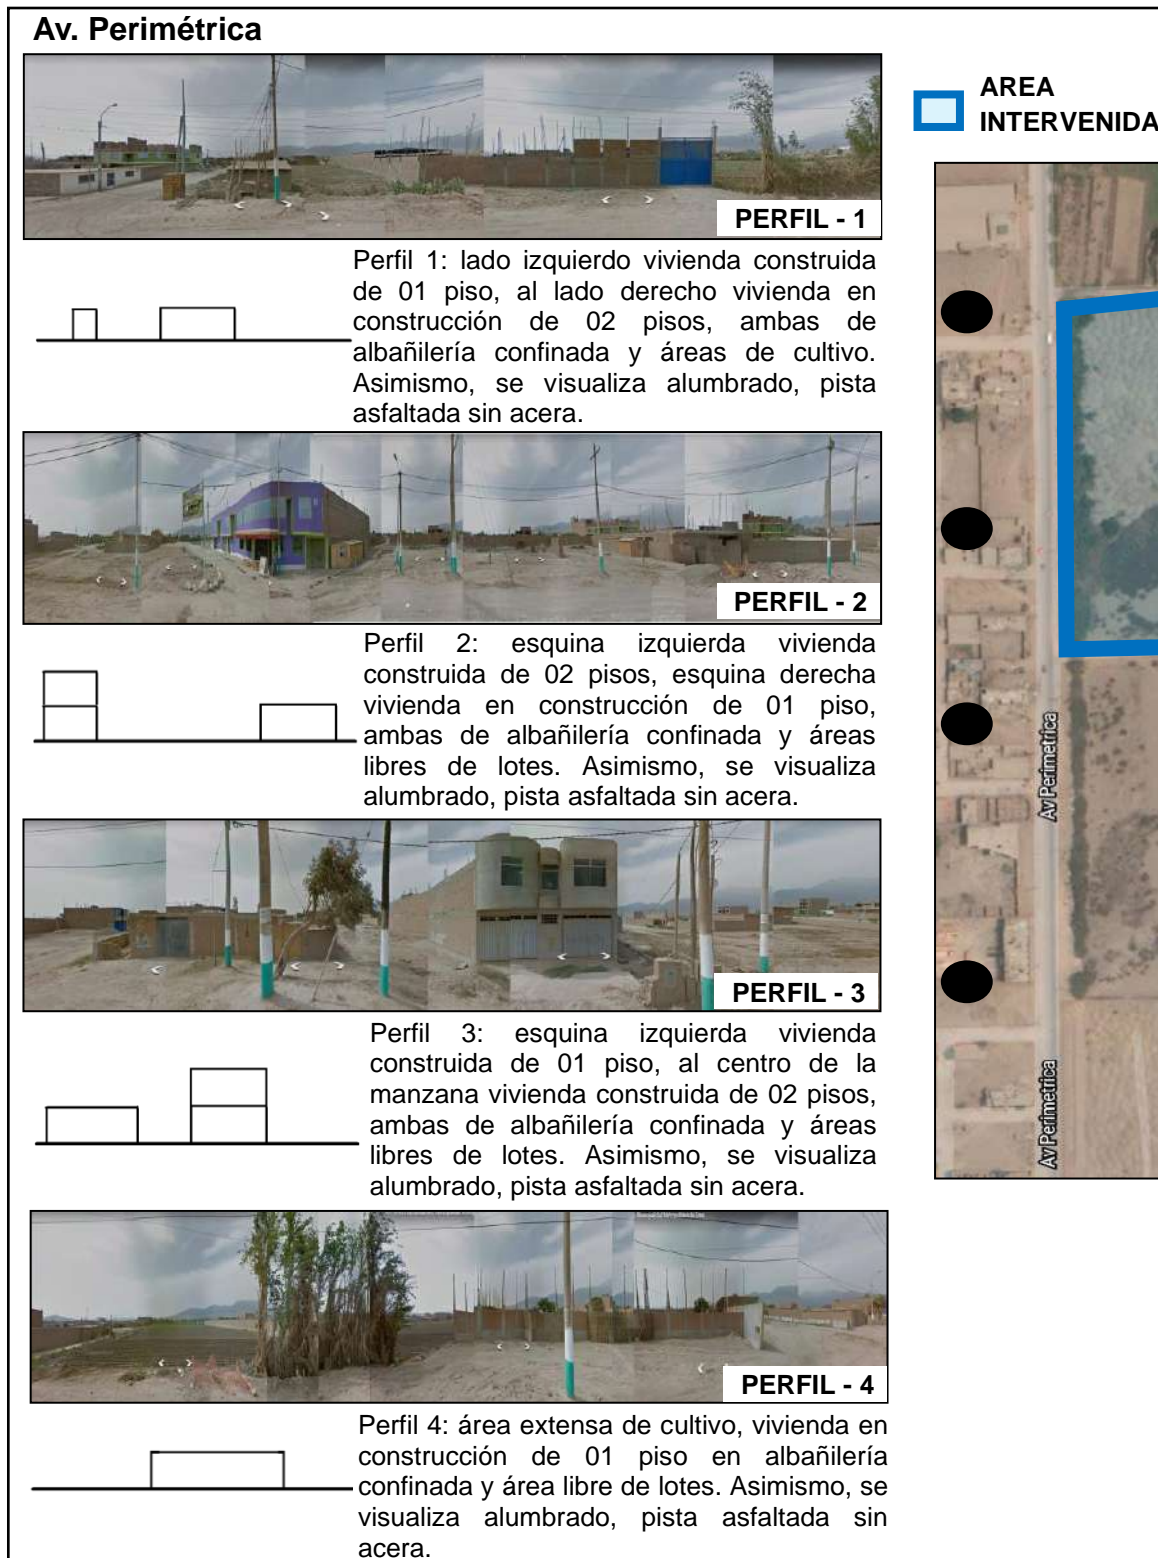 Av. Perimétrica
PERFIL - 1
Perfil 1: lado izquierdo vivienda construida
de 01 piso, al lado derecho vivienda en
construcción de 02 pisos, ambas de
albañilería confinada y áreas de cultivo.
Asimismo, se visualiza alumbrado, pista
asfaltada sin acera.
PERFIL - 2
Perfil 2: esquina izquierda vivienda
construida de 02 pisos, esquina derecha
vivienda en construcción de 01 piso,
ambas de albañilería confinada y áreas
libres de lotes. Asimismo, se visualiza
alumbrado, pista asfaltada sin acera.
PERFIL - 3
Perfil 3: esquina izquierda vivienda
construida de 01 piso, al centro de la
manzana vivienda construida de 02 pisos,
ambas de albañilería confinada y áreas
libres de lotes. Asimismo, se visualiza
alumbrado, pista asfaltada sin acera.
PERFIL - 4
Perfil 4: área extensa de cultivo, vivienda en
construcción de 01 piso en albañilería
confinada y área libre de lotes. Asimismo, se
visualiza alumbrado, pista asfaltada sin
acera.
AREA
INTERVENIDA
Av Perimetrica
Av Perimetrica